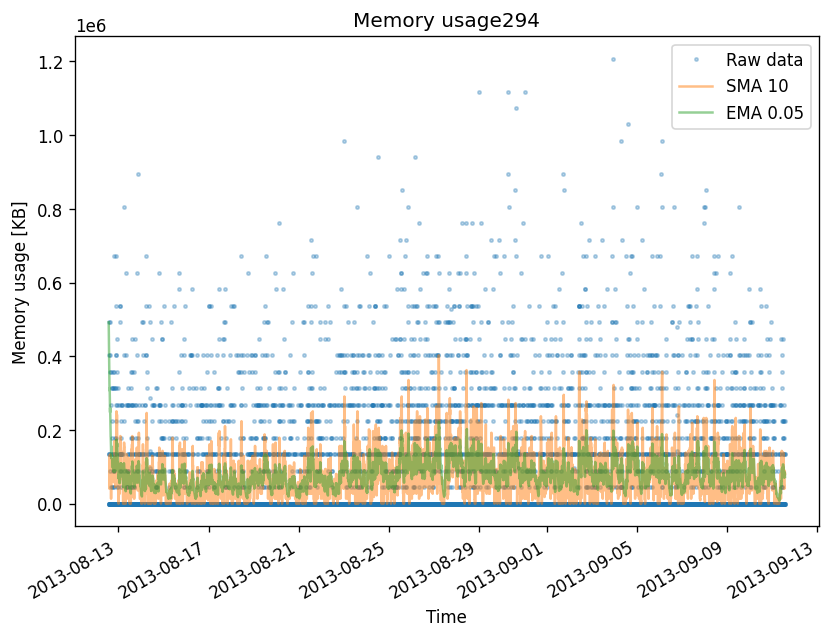 Memory usage294
1e6
Raw data
SMA 10
EMA 0.05
1.2
1.0
0.8
0.6
0.4
0.2
0.0
Memory usage [KB]
2013-08-13
2013-08-17
2013-08-21
2013-08-25
2013-08-29
2013-09-01
2013-09-05
2013-09-09
2013-09-13
Time